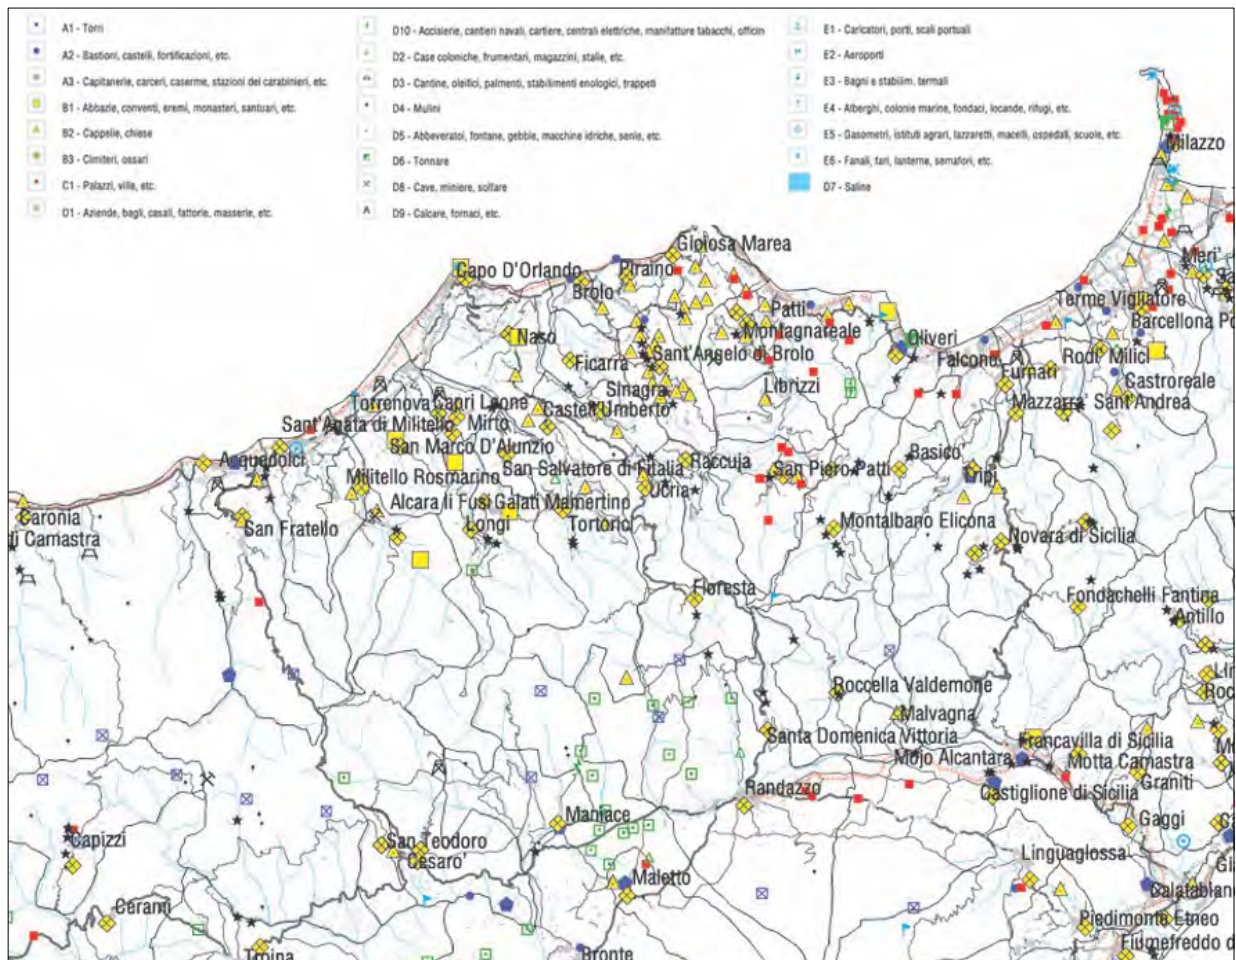 A1 - Torri
A2 - Bastioni, castelli, fortificazioni, etc.
A3 - Capitanerie, carceri, caserme, stazioni dei carabinieri, etc.
B1 - Abbazie, conventi, eremi, monasteri, santuari, etc.
B2 - Cappelle, chiese
B3 - Cimiteri, ossari
C1 - Palazzi, ville, etc.
D1 - Aziende, bagli, casali, fattorie, masserie, etc.
D10 - Acciaierie, cantieri navali, cartiere, centrali elettriche, manifatture tabacchi, officin
D2 - Case coloniche, frumentari, magazzini, stalle, etc.
D3 - Cantine, oleifici, palmenti, stabilimenti enologici, trappeti
D4 - Mulini
D5 - Abbeveratoi, fontane, gebbie, macchine idriche, senie, etc.
D6 - Tonnare
D8 - Cave, miniere, solfare
D9 - Calcare, fornaci, etc.
E1 - Caricatori, porti, scali portuali
E2 - Aeroporti
E3 - Bagni e stabilim. termali
E4 - Alberghi, colonie marine, fondaci, locande, rifugi, etc.
E5 - Gasometri, istituti agrari, lazzaretti, macelli, ospedali, scuole, etc.
E6 - Fanali, fari, lanterne, semafori, etc.
D7 - Saline
Milazzo
Gioiosa Marea
Meri'
Capo D'Orlando
Piraino
Brolo
Patti
Terme Vigliatore
Barcellona Po
Naso
Montagnareale
Oliveri
Ficarra
Sant'Angelo di Brolo
Falcone
Rodi' Milici
Furnari
Sinagra
Librizzi
Castroreale
Torrenova
Capri Leone
Castell'Umberto
Mazzarra' Sant'Andrea
Sant'Agata di Militello
Mirto
San Marco D'Alunzio
Acquedolci
San Salvatore di Fitalia
Raccuja
San Piero Patti
Basico'
Tripi
Militello Rosmarino
Ucria
Alcara li Fusi
Galati Mamertino
Caronia
San Fratello
Longi
Tortorici
Montalbano Elicona
di Camastra
Novara di Sicilia
Floresta
Fondachelli Fantina
Antillo
Lim
Roccella Valdemone
Roc
Malvagna
Santa Domenica Vittoria
Francavilla di Sicilia
Mojo Alcantara
Motta Camastra
Graniti
Randazzo
Castiglione di Sicilia
Maniace
Gaggi
Capizzi
San Teodoro
Cesaro'
Linguaglossa
Maletto
Calatabiano
Cerami
Piedimonte Etneo
Troina
Bronte
Fiumefreddo d